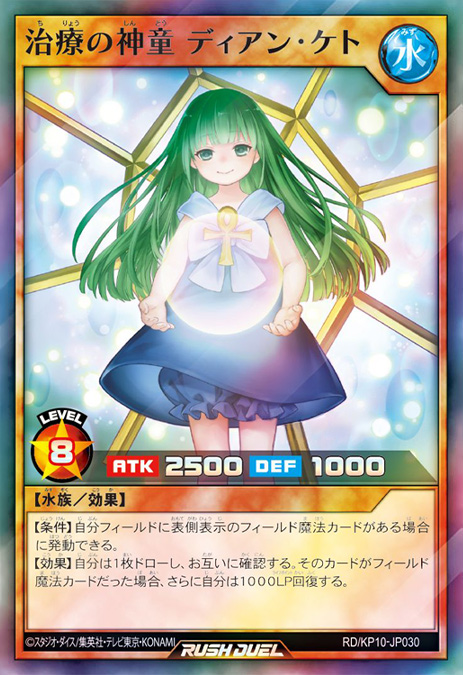 治療の神童 ディアン・ケト
水
LEVEL
8
ATK 2500 DEF 1000
【水族／効果】
【条件】自分フィールドに表側表示のフィールド魔法カードがある場合
に発動できる。
【効果】自分は1枚ドローし、お互いに確認する。そのカードがフィールド
魔法カードだった場合、さらに自分は1000LP回復する。
©スタジオ・ダイス/集英社・テレビ東京・KONAMI
RUSH DUEL
RD/KP10-JP030